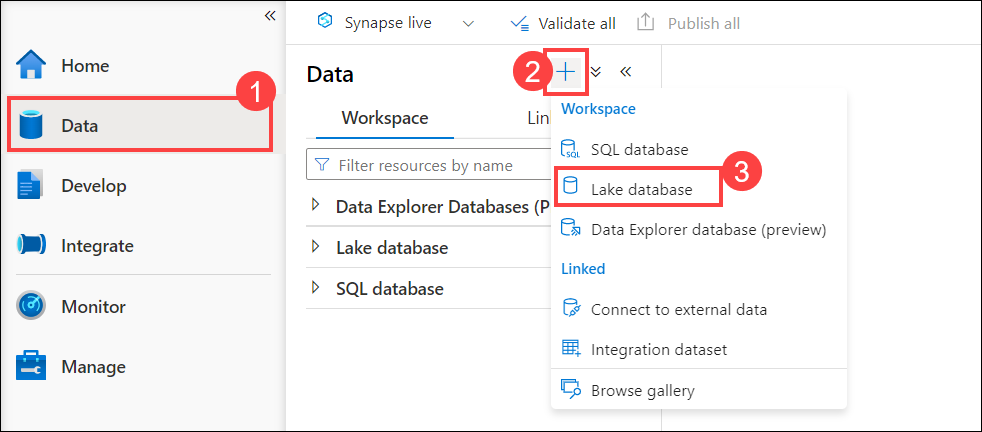 «
Synapse live
Validate all
Publish all
Home
Data
1
Develop
Integrate
Monitor
Manage
Data
2
+
«
Workspace
Lin
Filter resources by name
Data Explorer Databases (P
Lake database
SQL database
Workspace
SQL database
Lake database
3
Data Explorer database (preview)
Linked
Connect to external data
Integration dataset
Browse gallery